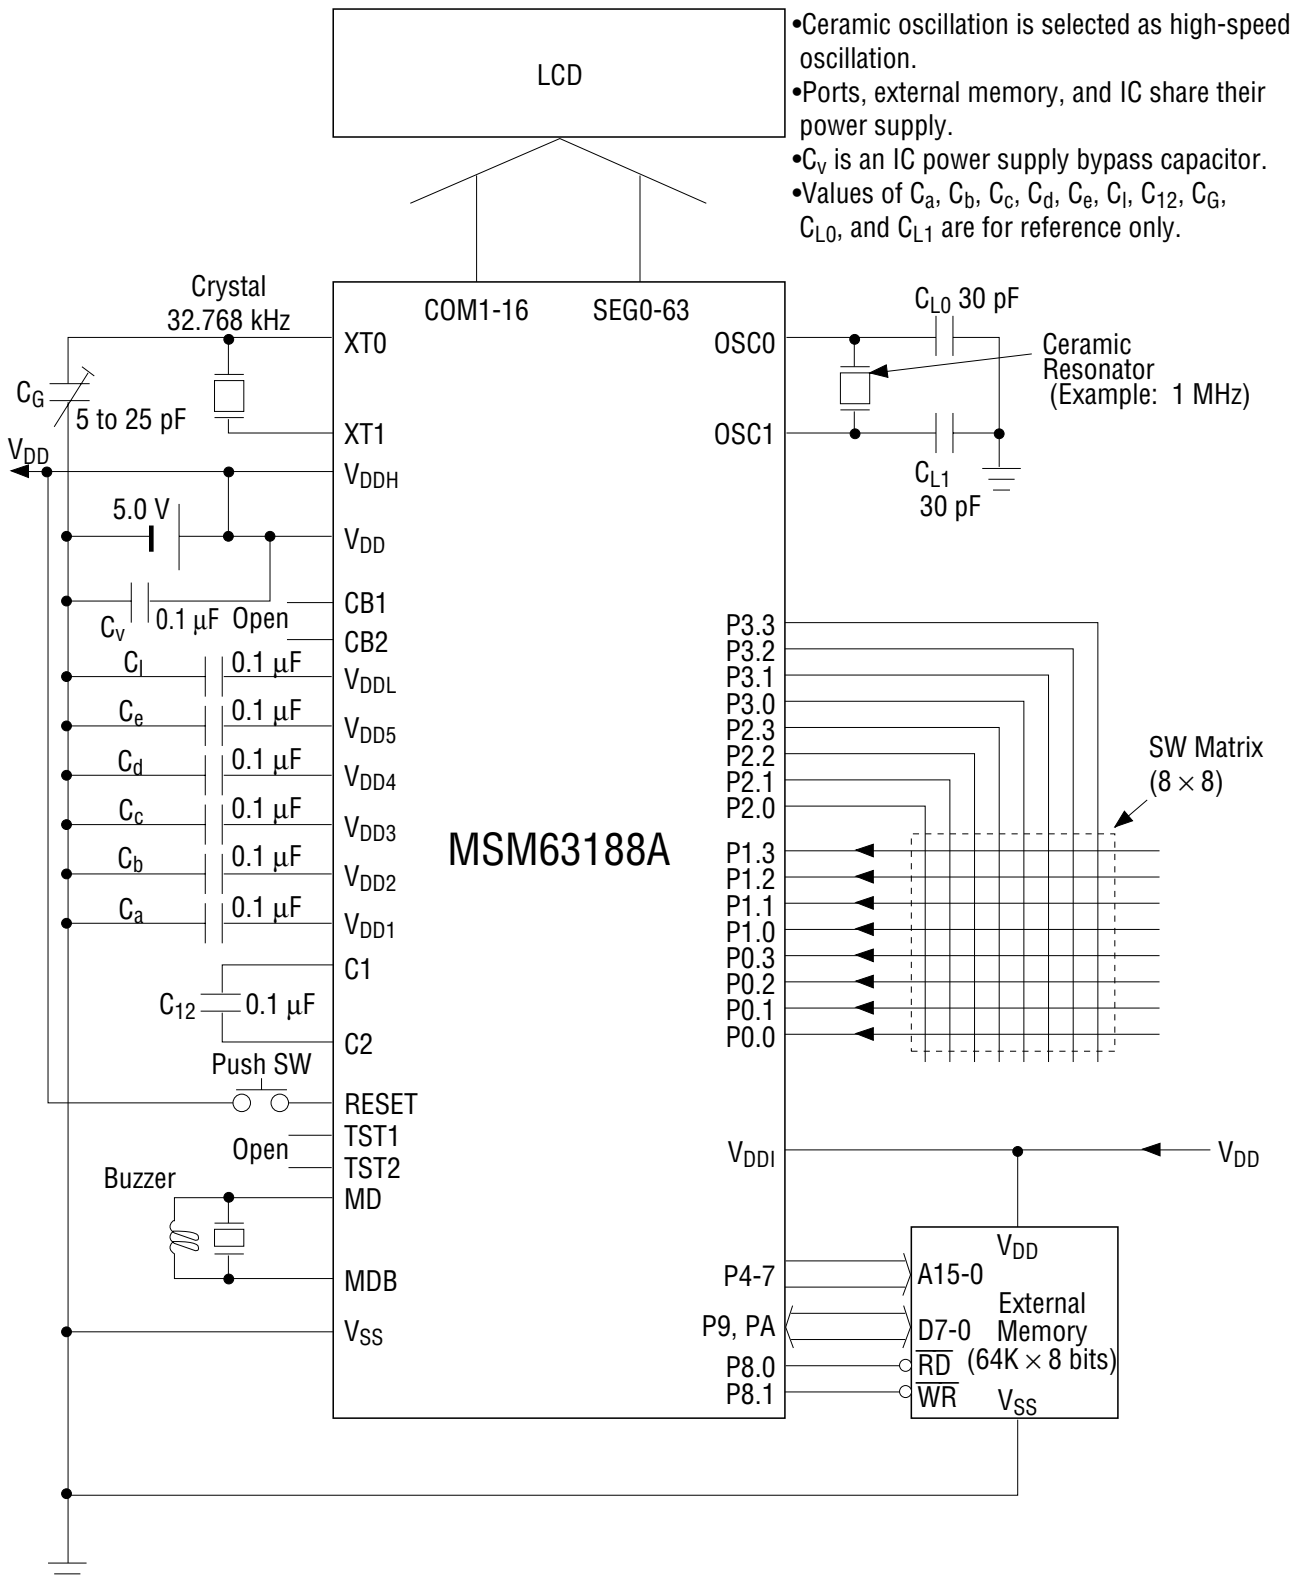 LCD
•Ceramic oscillation is selected as high-speed
oscillation.
•Ports, external memory, and IC share their
power supply.
•Cv is an IC power supply bypass capacitor.
•Values of Ca, Cb, Cc, Cd, Ce, Cl, C12, CG,
CL0, and CL1 are for reference only.
Crystal
32.768 kHz
COM1-16
SEG0-63
CL0 30 pF
XT0
OSC0
Ceramic
Resonator
(Example: 1 MHz)
CG
5 to 25 pF
XT1
OSC1
VDD
VDDH
CL1
30 pF
5.0 V
VDD
CB1
Cv
0.1 μF
Open
CB2
Cl
0.1 μF
VDDL
Ce
0.1 μF
VDD5
Cd
0.1 μF
VDD4
Cc
0.1 μF
VDD3
Cb
0.1 μF
VDD2
Ca
0.1 μF
VDD1
MSM63188A
P3.3
P3.2
P3.1
P3.0
P2.3
P2.2
P2.1
P2.0
SW Matrix
(8 × 8)
P1.3
P1.2
P1.1
P1.0
P0.3
P0.2
P0.1
P0.0
C1
C12
0.1 μF
C2
Push SW
RESET
TST1
Open
TST2
Buzzer
MD
MDB
VSS
VDDI
VDD
VDD
P4-7
A15-0
External
Memory
(64K × 8 bits)
P9, PA
D7-0
P8.0
RD
P8.1
WR
VSS